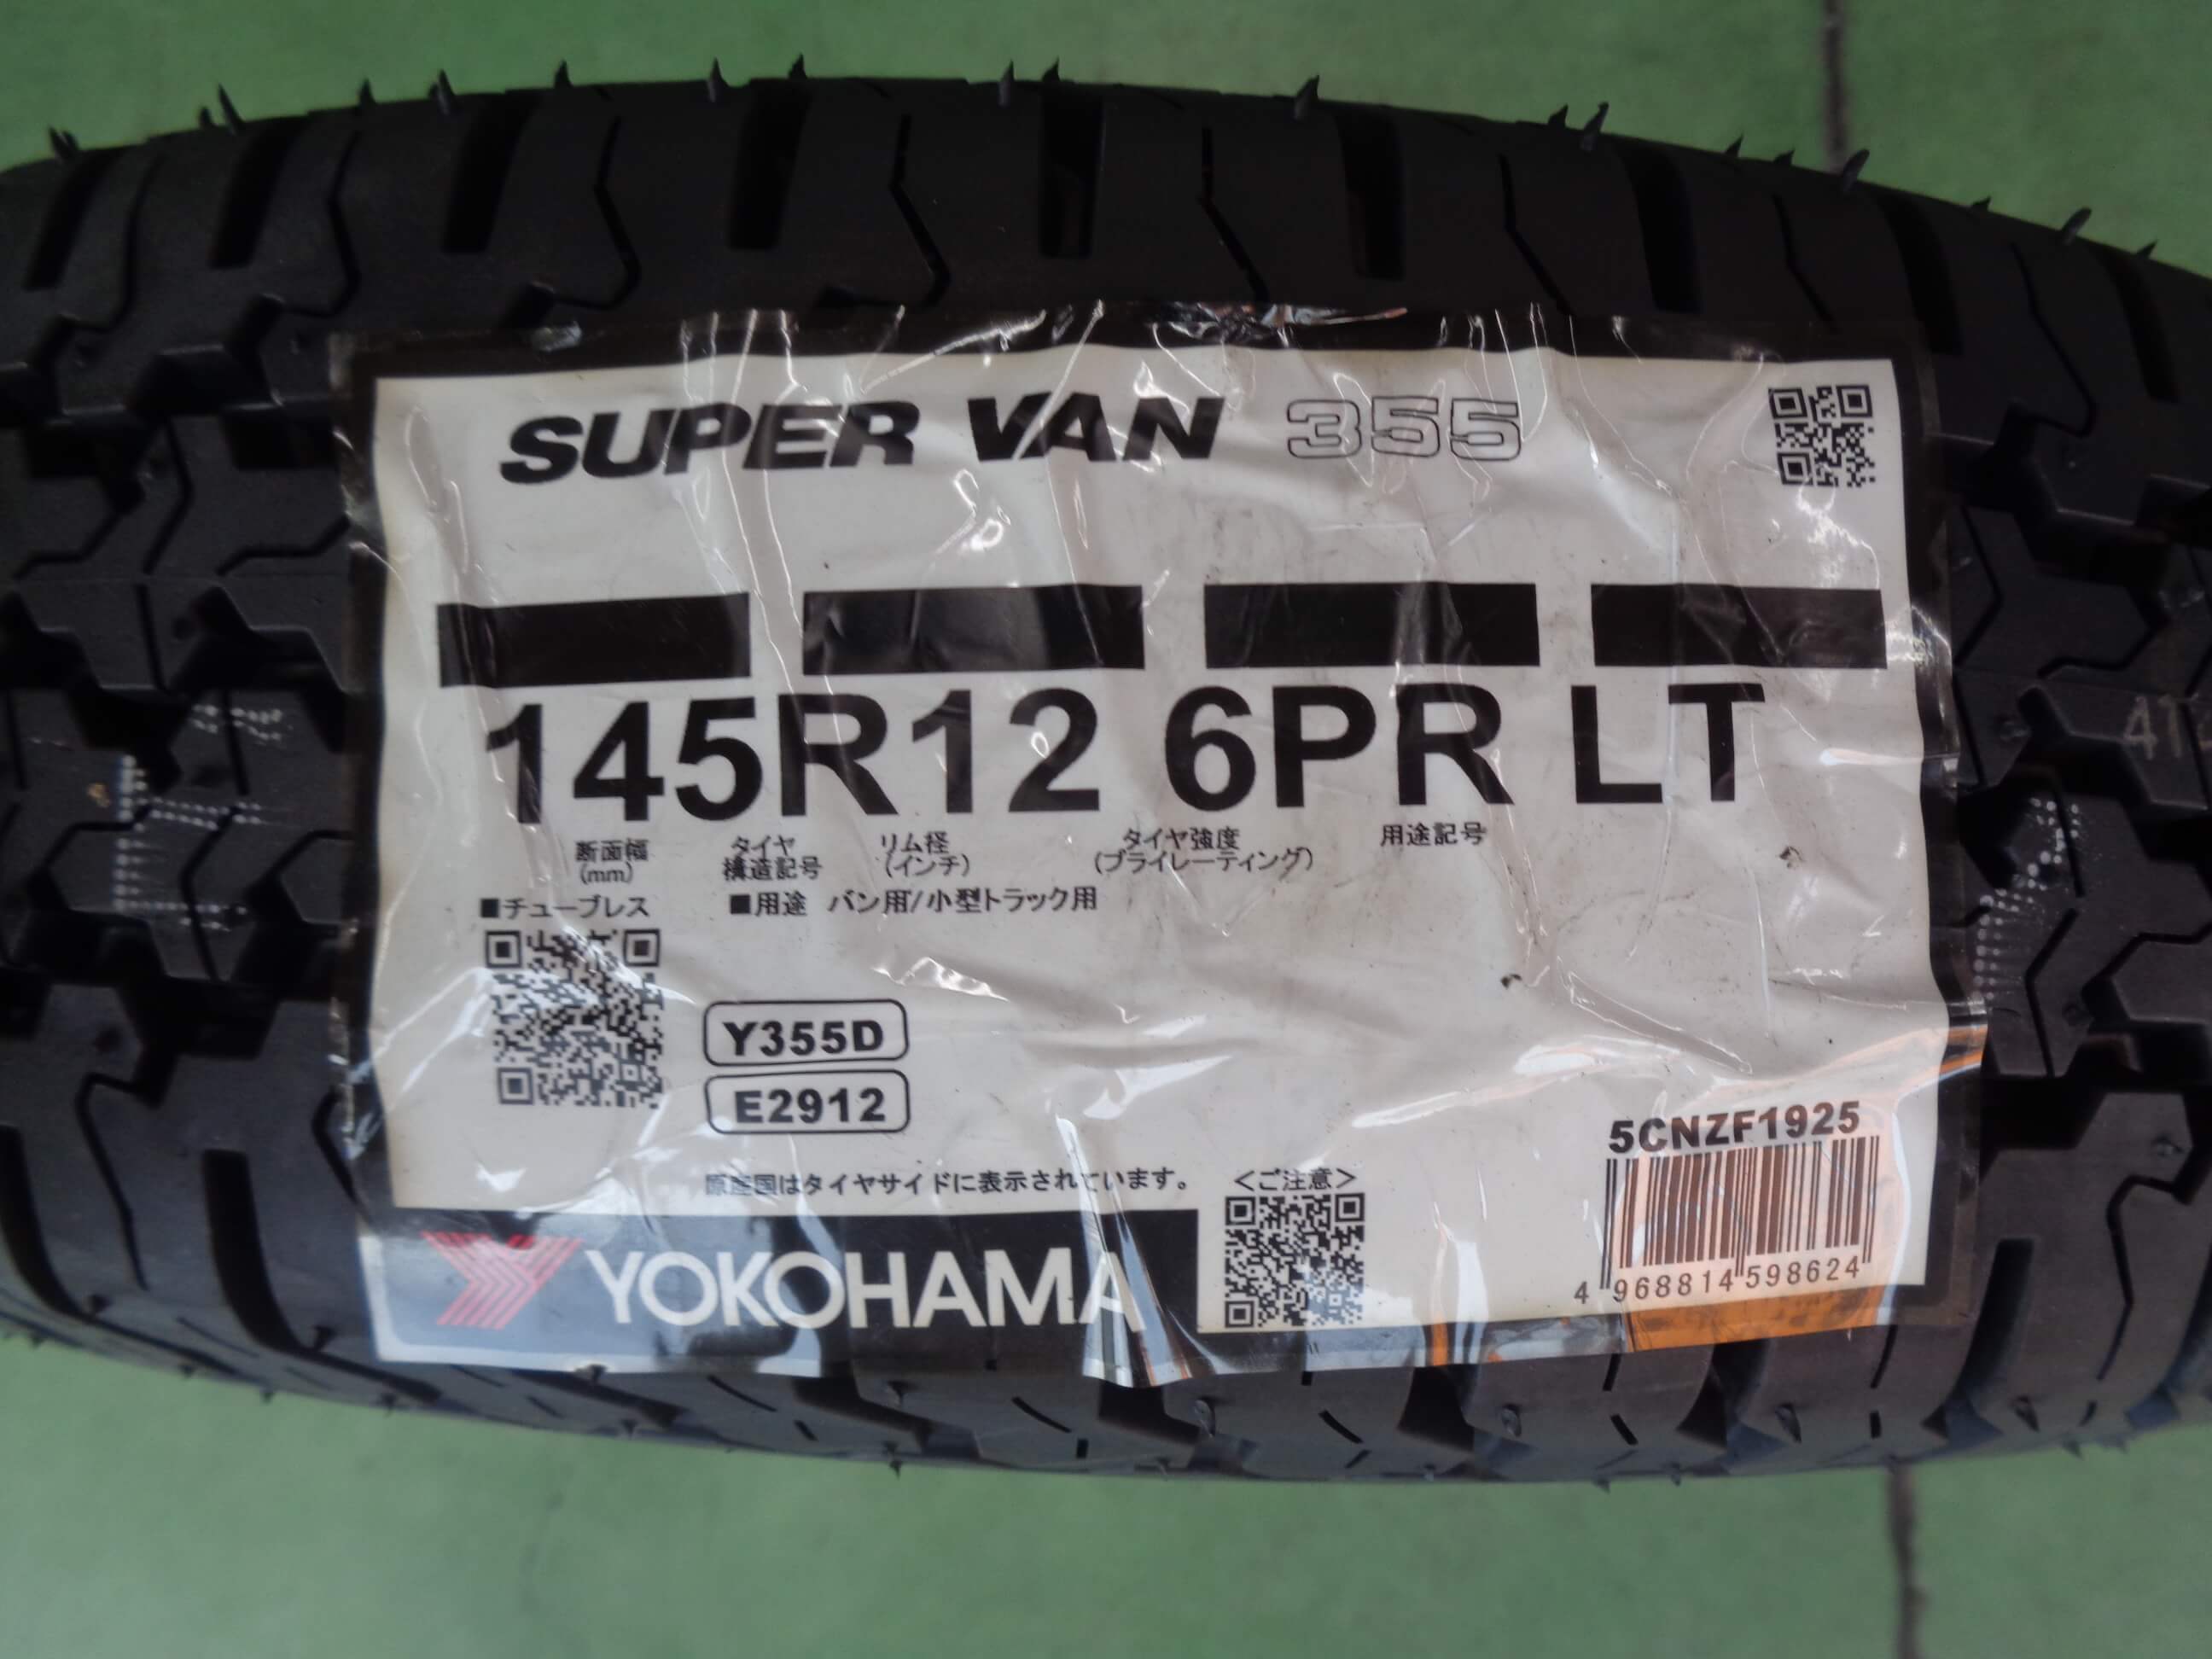 SUPER VAN 355
145R12 6PR LT
断面幅 タイヤ リム径 タイヤ強度 用途記号
(mm) 構造記号 (インチ) (プライレーティング)
■チューブレス ■用途 バン用/小型トラック用
Y355D
E2912
5CNZF1925
原産国はタイヤサイドに表示されています。 <ご注意>
4 968814 598624
YOKOHAMA
41